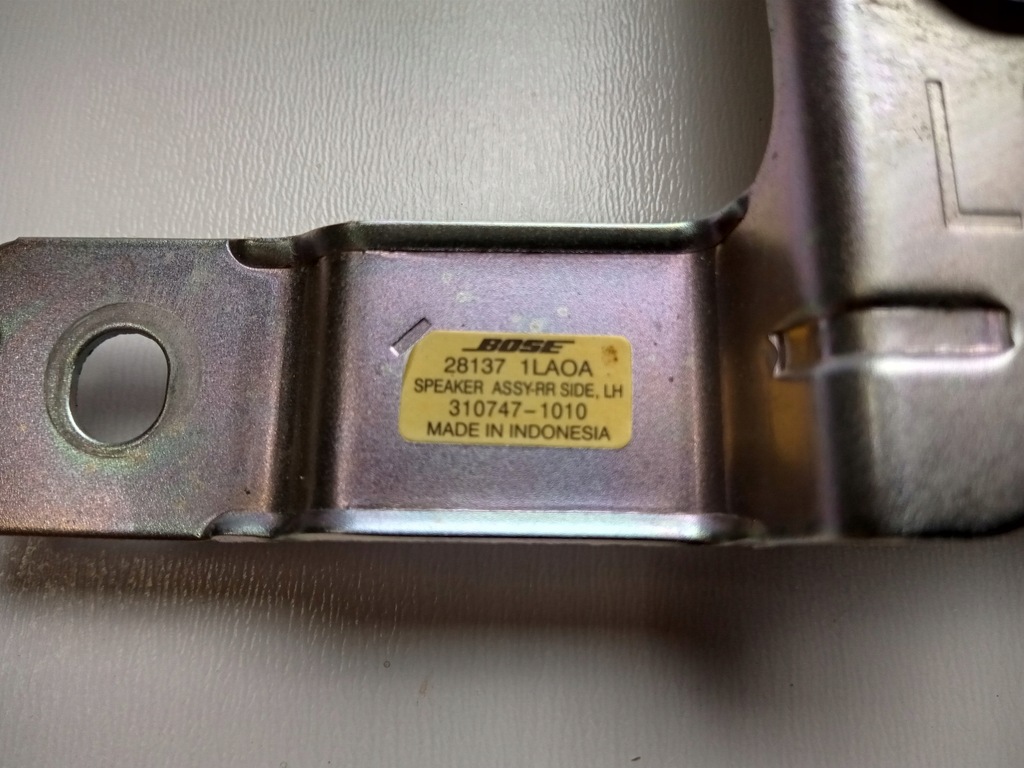 L
BOSE
28137 1LA0A
SPEAKER ASSY-RR SIDE, LH
310747-1010
MADE IN INDONESIA